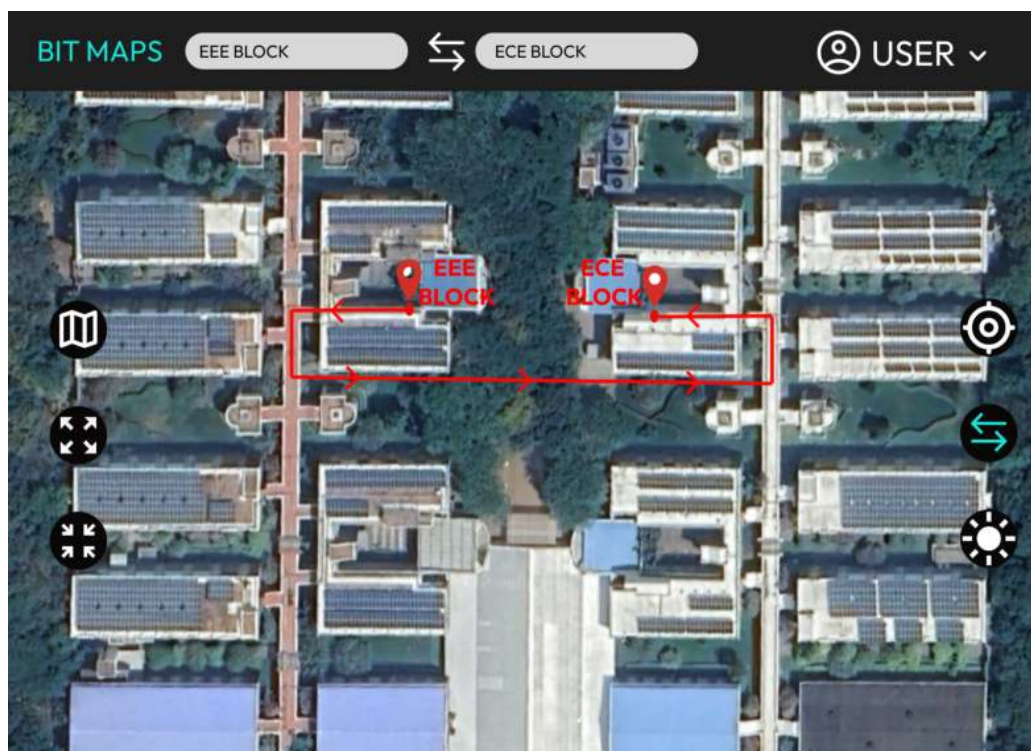 BIT MAPS
EEE BLOCK
ECE BLOCK
USER
EEE
BLOCK
ECE
BLOCK